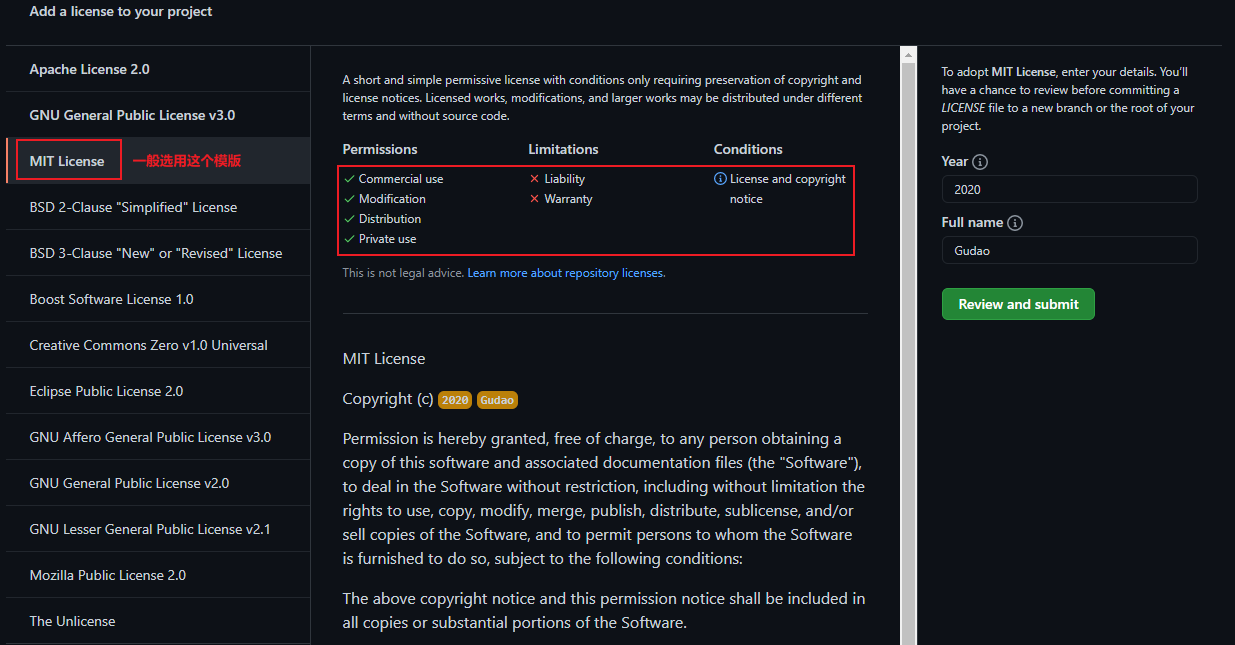 Add a license to your project
Apache License 2.0
GNU General Public License v3.0
MIT License 一般选用这个模版
BSD 2-Clause "Simplified" License
BSD 3-Clause "New" or "Revised" License
Boost Software License 1.0
Creative Commons Zero v1.0 Universal
Eclipse Public License 2.0
GNU Affero General Public License v3.0
GNU General Public License v2.0
GNU Lesser General Public License v2.1
Mozilla Public License 2.0
The Unlicense
A short and simple permissive license with conditions only requiring preservation of copyright and
license notices. Licensed works, modifications, and larger works may be distributed under different
terms and without source code.
Permissions Limitations Conditions
Commercial use Liability License and copyright
Modification Warranty notice
Distribution
Private use
This is not legal advice. Learn more about repository licenses.
MIT License
Copyright (c) 2020 Gudao
Permission is hereby granted, free of charge, to any person obtaining a
copy of this software and associated documentation files (the "Software"),
to deal in the Software without restriction, including without limitation the
rights to use, copy, modify, merge, publish, distribute, sublicense, and/or
sell copies of the Software, and to permit persons to whom the Software
is furnished to do so, subject to the following conditions:
The above copyright notice and this permission notice shall be included in
all copies or substantial portions of the Software.
To adopt MIT License, enter your details. You'll
have a chance to review before committing a
LICENSE file to a new branch or the root of your
project.
Year
2020
Full name
Gudao
Review and submit